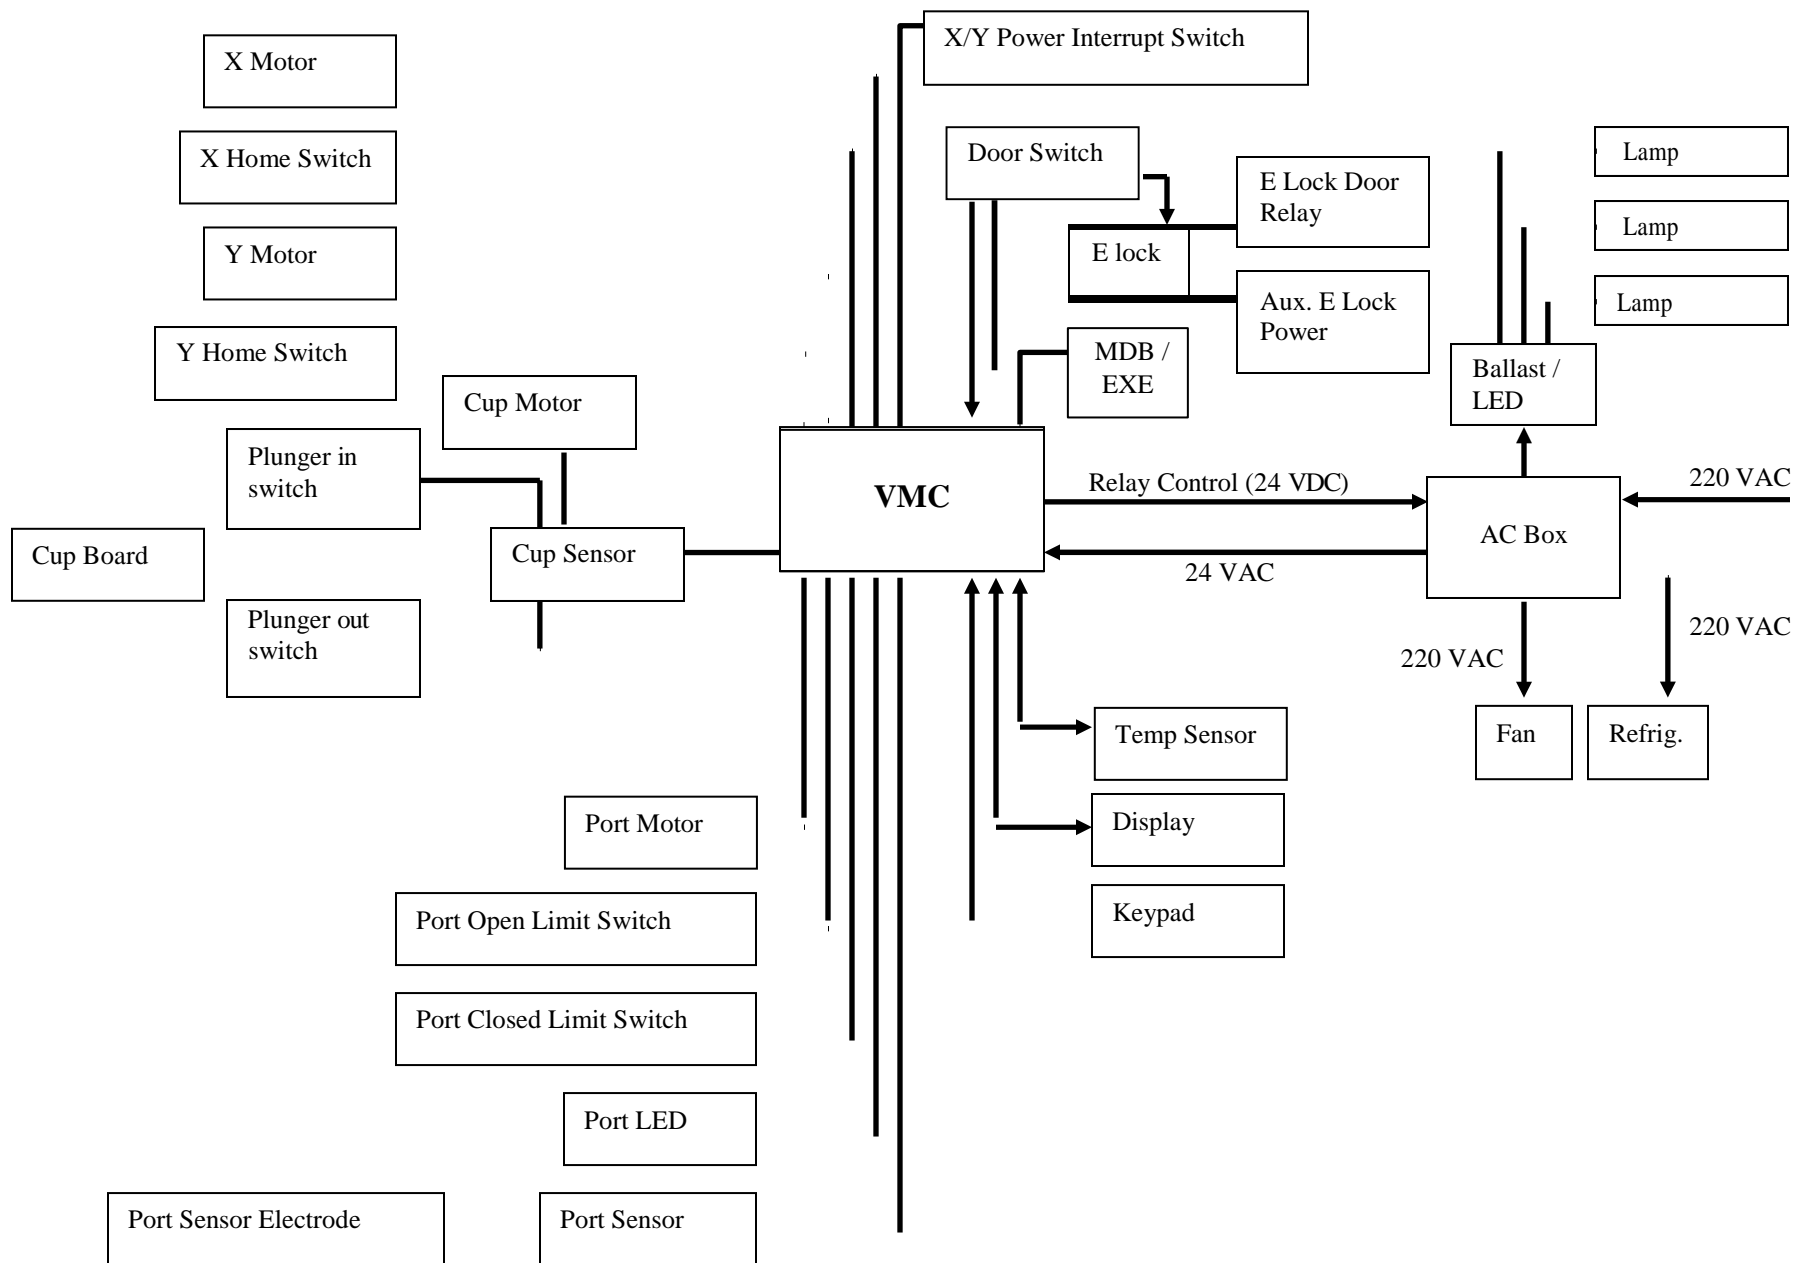 X/Y Power Interrupt Switch
X Motor
Door Switch
X Home Switch
E Lock Door
Relay
Lamp
Lamp
Lamp
Y Motor
E lock
Aux. E Lock
Power
Y Home Switch
MDB /
EXE
Ballast /
LED
Cup Motor
Plunger in
switch
VMC
Relay Control (24 VDC)
220 VAC
AC Box
Cup Board
Cup Sensor
24 VAC
Plunger out
switch
220 VAC
220 VAC
Temp Sensor
Fan
Refrig.
Port Motor
Display
Port Open Limit Switch
Keypad
Port Closed Limit Switch
Port LED
Port Sensor Electrode
Port Sensor